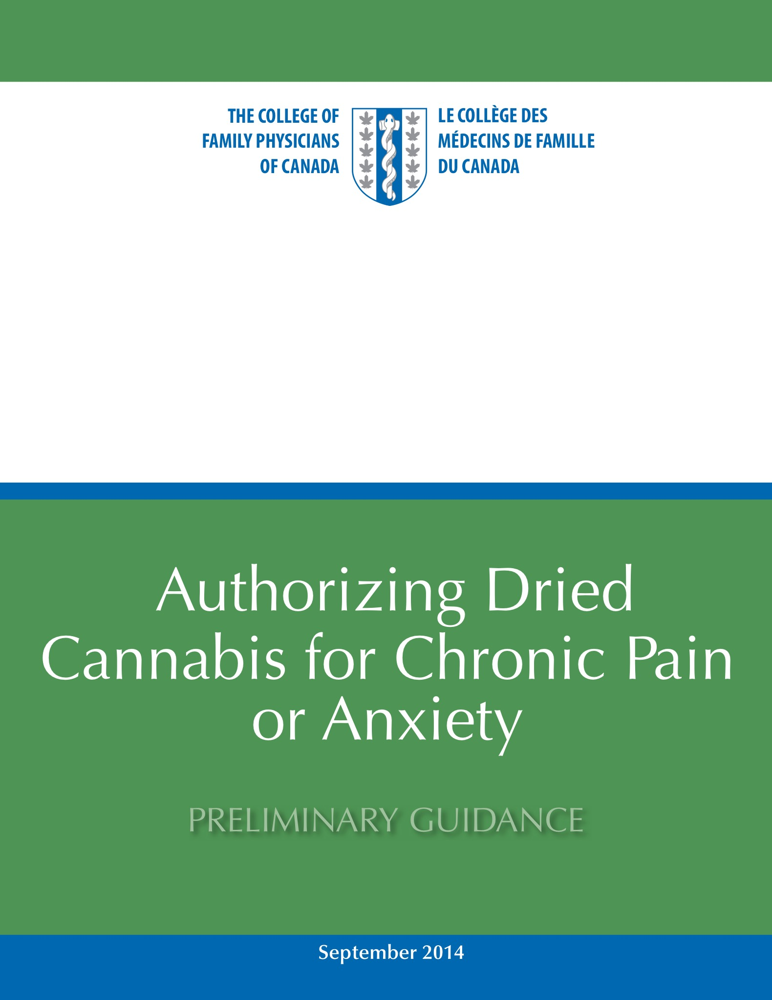 THE COLLEGE OF
FAMILY PHYSICIANS
OF CANADA
LE COLLÈGE DES
MÉDECINS DE FAMILLE
DU CANADA
Authorizing Dried
Cannabis for Chronic Pain
or Anxiety
PRELIMINARY GUIDANCE
September 2014